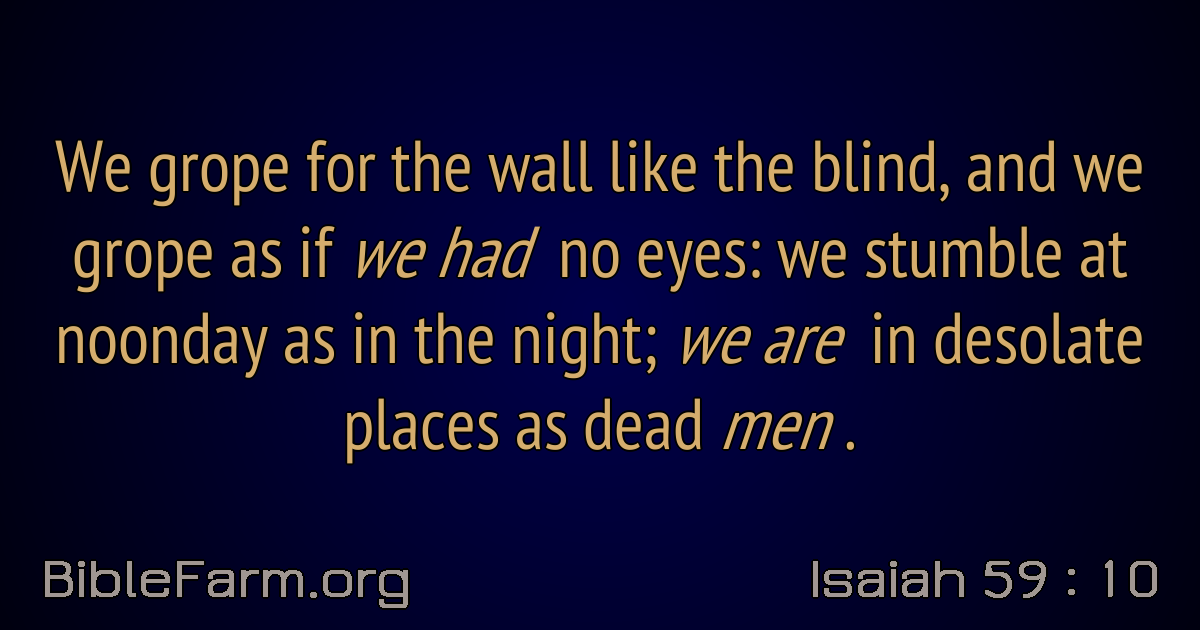 We grope for the wall like the blind, and we
grope as if we had no eyes: we stumble at
noonday as in the night; we are in desolate
places as dead men .
BibleFarm.org
Isaiah 59 : 10